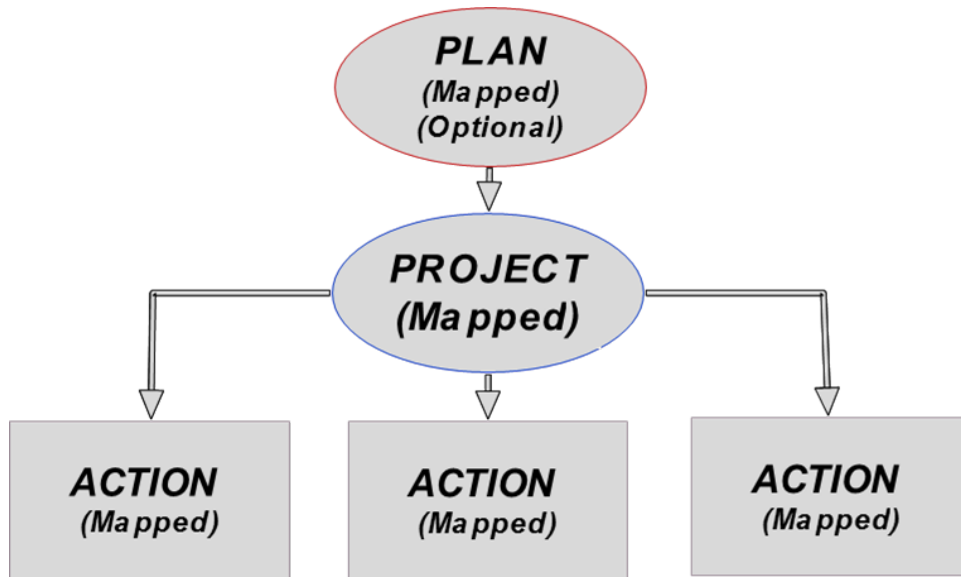 PLAN
(Mapped)
(Optional)
PROJECT
(Mapped)
ACTION
(Mapped)
ACTION
(Mapped)
ACTION
(Mapped)